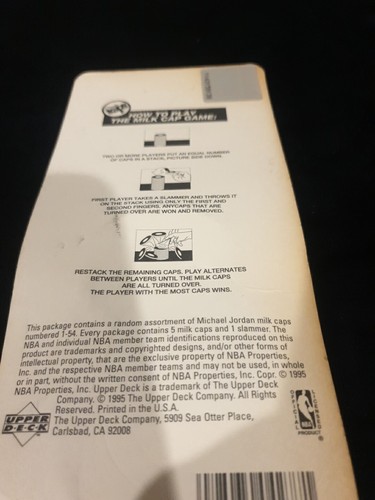 HOW TO PLAY
THE MILK CAP GAME:
TWO OR MORE PLAYERS PUT AN EQUAL NUMBER
OF CAPS IN A STACK, PICTURE SIDE DOWN.
FIRST PLAYER TAKES A SLAMMER AND THROWS IT
ON THE STACK USING ONLY THE FIRST AND
SECOND FINGERS. ANYCAPS THAT ARE
TURNED OVER ARE WON AND REMOVED.
RESTACK THE REMAINING CAPS. PLAY ALTERNATES
BETWEEN PLAYERS UNTIL THE MILK CAPS
ARE ALL TURNED OVER.
THE PLAYER WITH THE MOST CAPS WINS.
This package contains a random assortment of Michael Jordan milk caps
numbered 1-54. Every package contains 5 milk caps and 1 slammer. The
NBA and individual NBA member team identifications reproduced on this
product are trademarks and copyrighted designs, and/or other forms of
intellectual property, that are the exclusive property of NBA Properties,
Inc. and the respective NBA member teams and may not be used, in whole
or in part, without the written consent of NBA Properties, Inc. Copr. © 1995
NBA Properties, Inc. Upper Deck is a trademark of The Upper Deck
Company. © 1995 The Upper Deck Company. All Rights
Reserved. Printed in the U.S.A.
The Upper Deck Company, 5909 Sea Otter Place,
Carlsbad, CA 92008
UPPER
DECK
OFFICIAL
LICENSED
PRODUCT